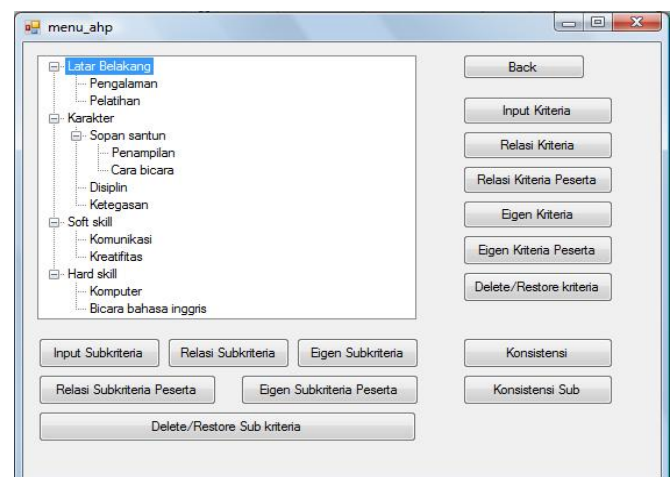 menu_ahp
Latar Belakang
Pengalaman
Pelatihan
Karakter
Sopan santun
Penampilan
Cara bicara
Disiplin
Ketegasan
Soft skill
Komunikasi
Kreatifitas
Hard skill
Komputer
Bicara bahasa inggris
Back
Input Kriteria
Relasi Kriteria
Relasi Kriteria Peserta
Eigen Kriteria
Eigen Kriteria Peserta
Delete/Restore kriteria
Input Subkriteria Relasi Subkriteria Eigen Subkriteria Konsistensi
Relasi Subkriteria Peserta Eigen Subkriteria Peserta Konsistensi Sub
Delete/Restore Sub kriteria